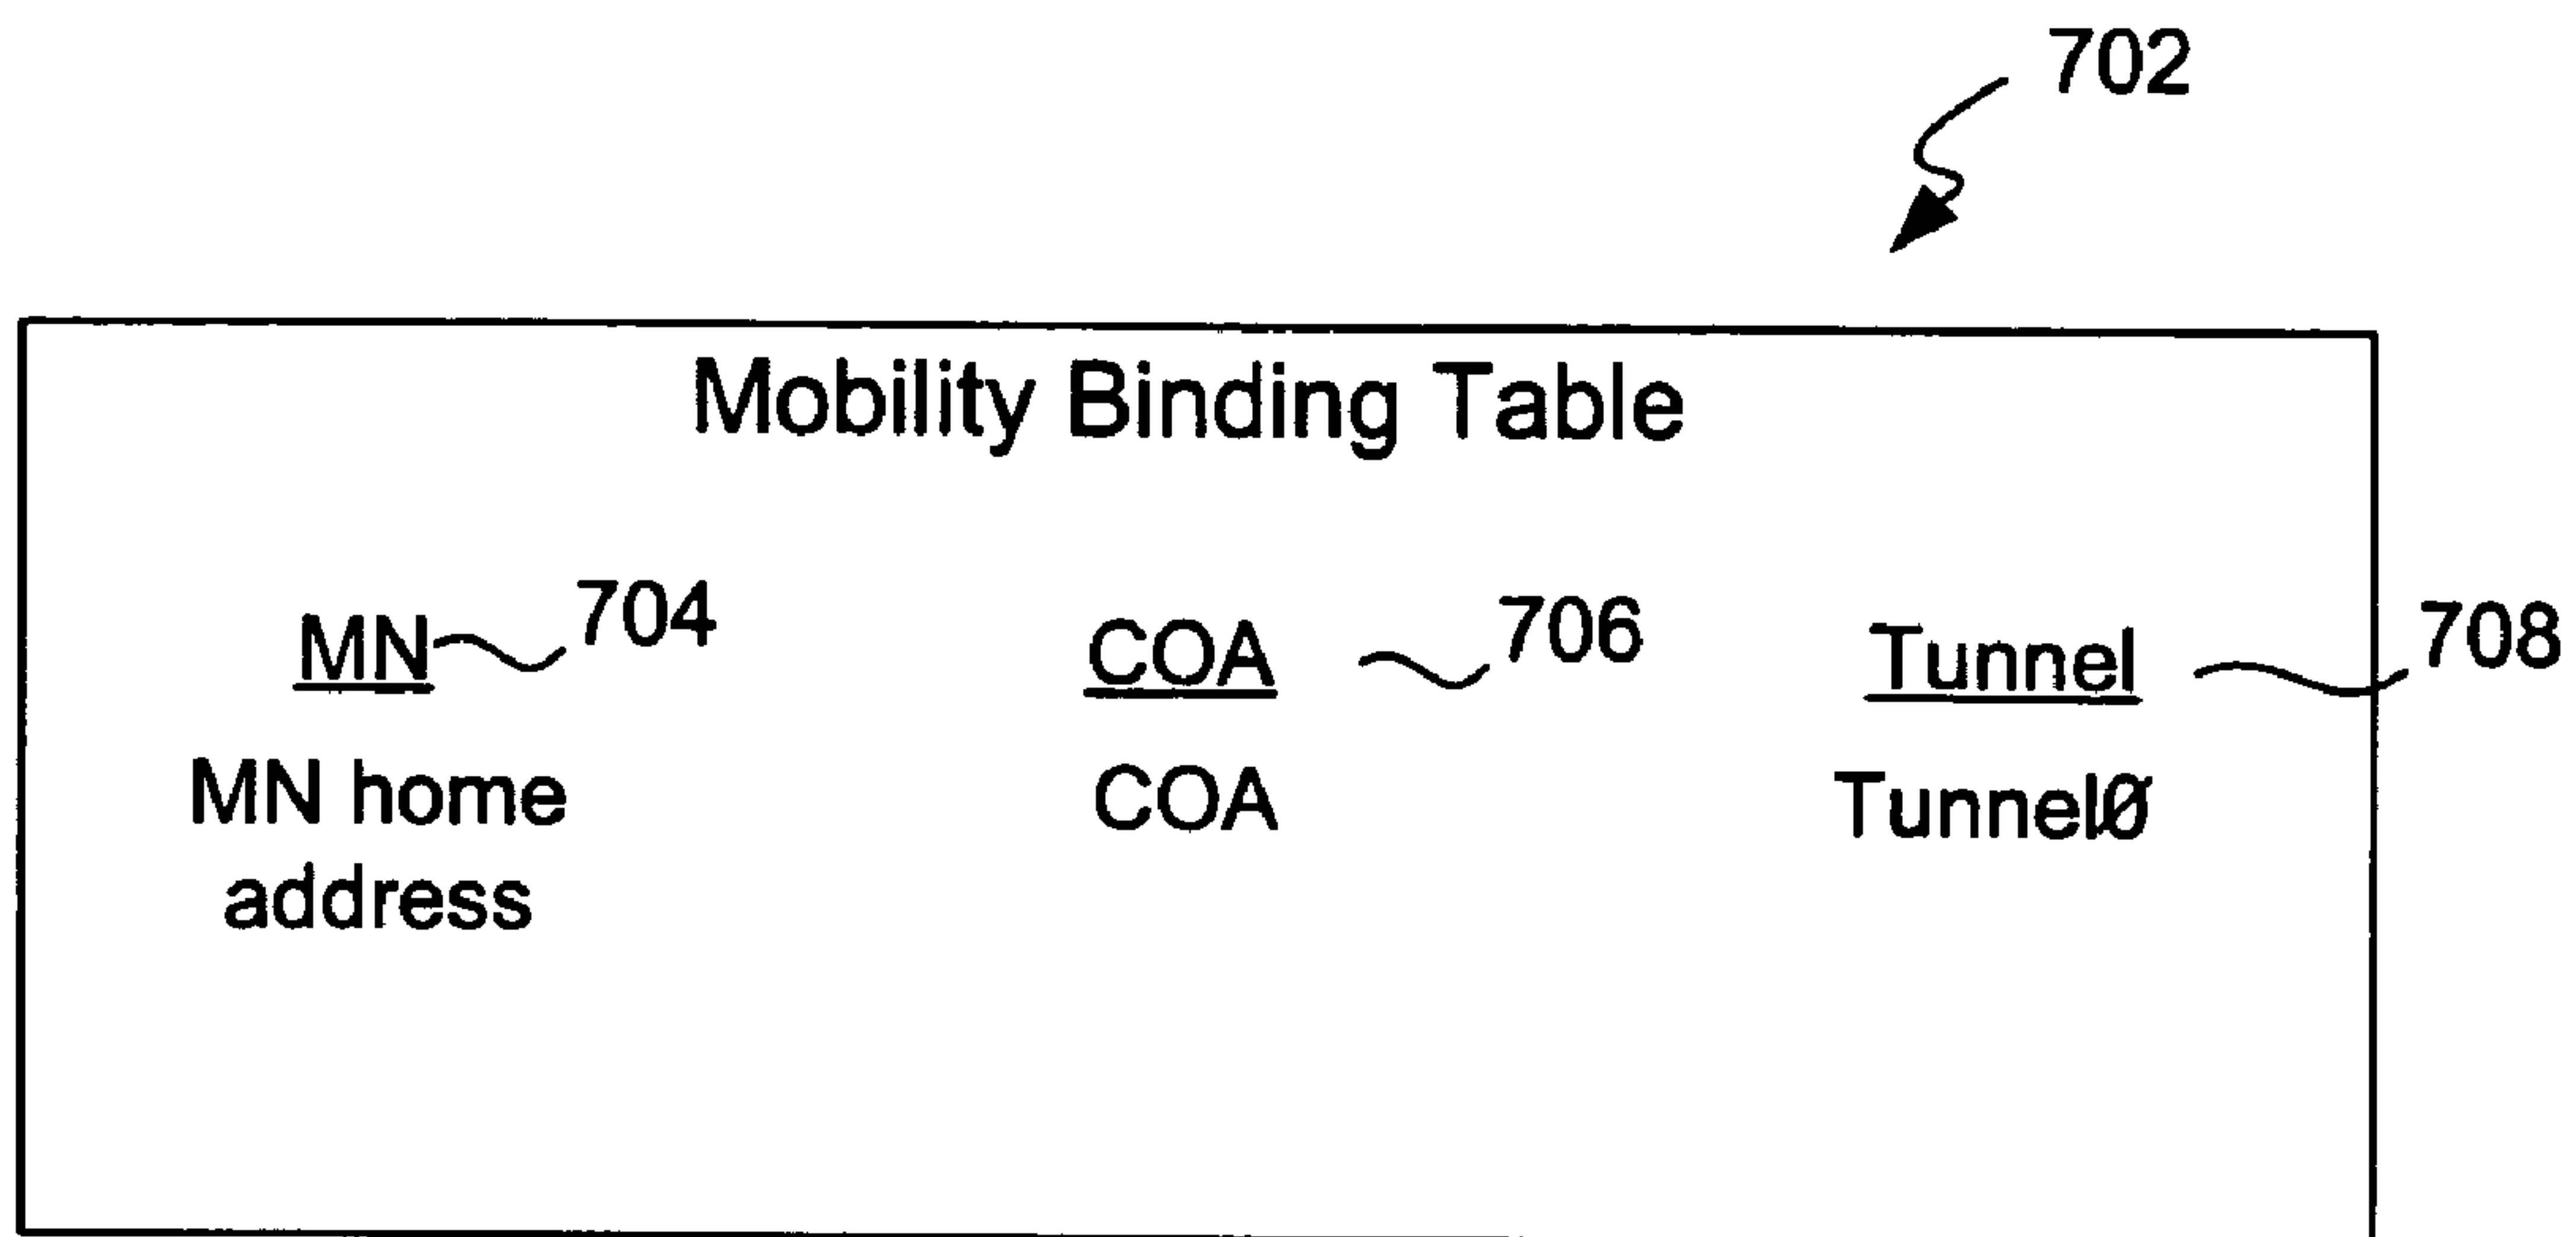 702
Mobility Binding Table
MN 704 COA 706 Tunnel 708
MN home address COA Tunnel0